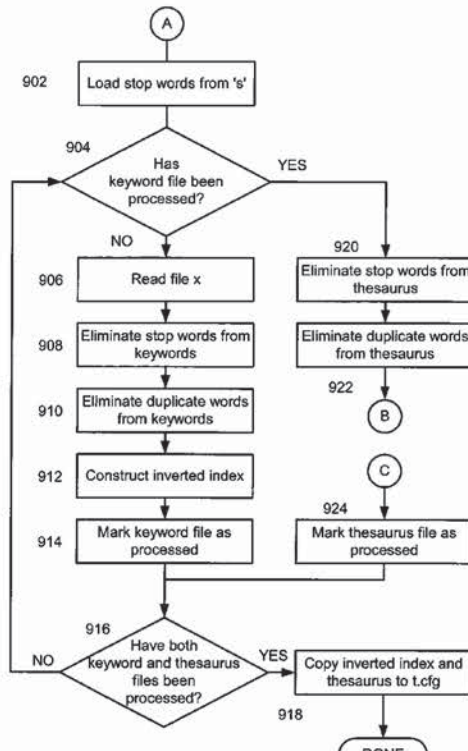 A
902
Load stop words from 's'
904
Has
keyword file been
processed?
YES
NO
906
Read file x
908
Eliminate stop words from
keywords
910
Eliminate duplicate words
from keywords
912
Construct inverted index
914
Mark keyword file as
processed
920
Eliminate stop words from
thesaurus
Eliminate duplicate words
from thesaurus
922
B
C
924
Mark thesaurus file as
processed
916
Have both
keyword and thesaurus
files been
processed?
NO
YES
Copy inverted index and
thesaurus to t.cfg
918
DONE